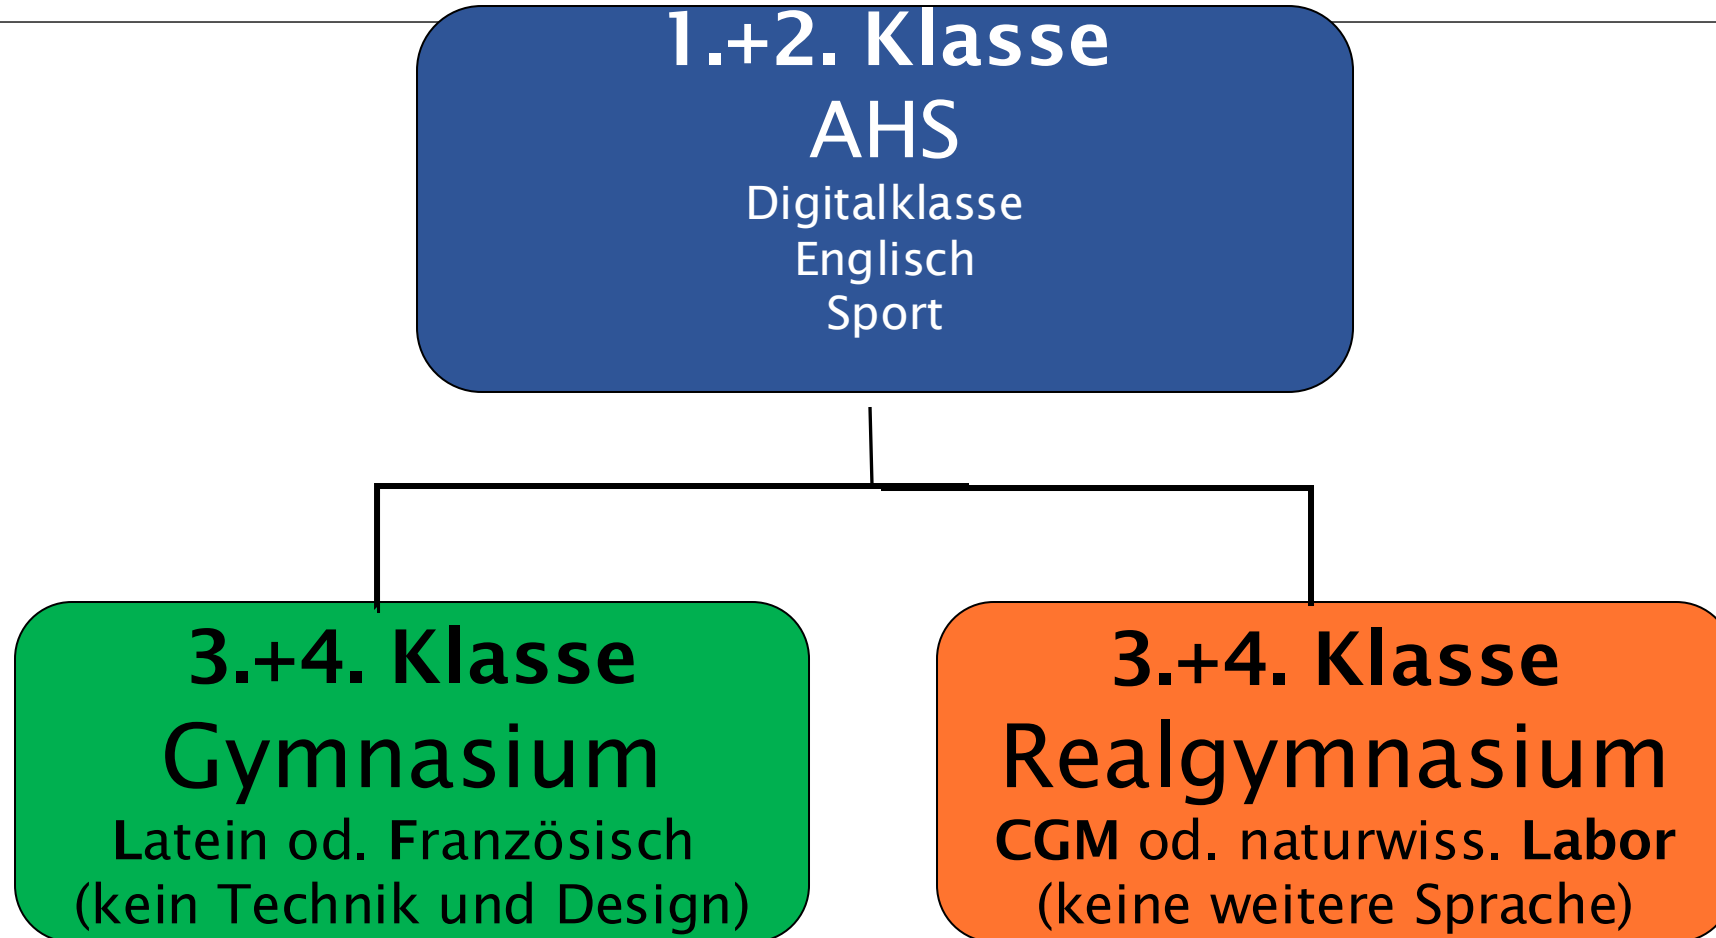 1.+2. Klasse
AHS
Digitalklasse
Englisch
Sport
3.+4. Klasse
Gymnasium
Latein od. Französisch
(kein Technik und Design)
3.+4. Klasse
Realgymnasium
CGM od. naturwiss. Labor
(keine weitere Sprache)